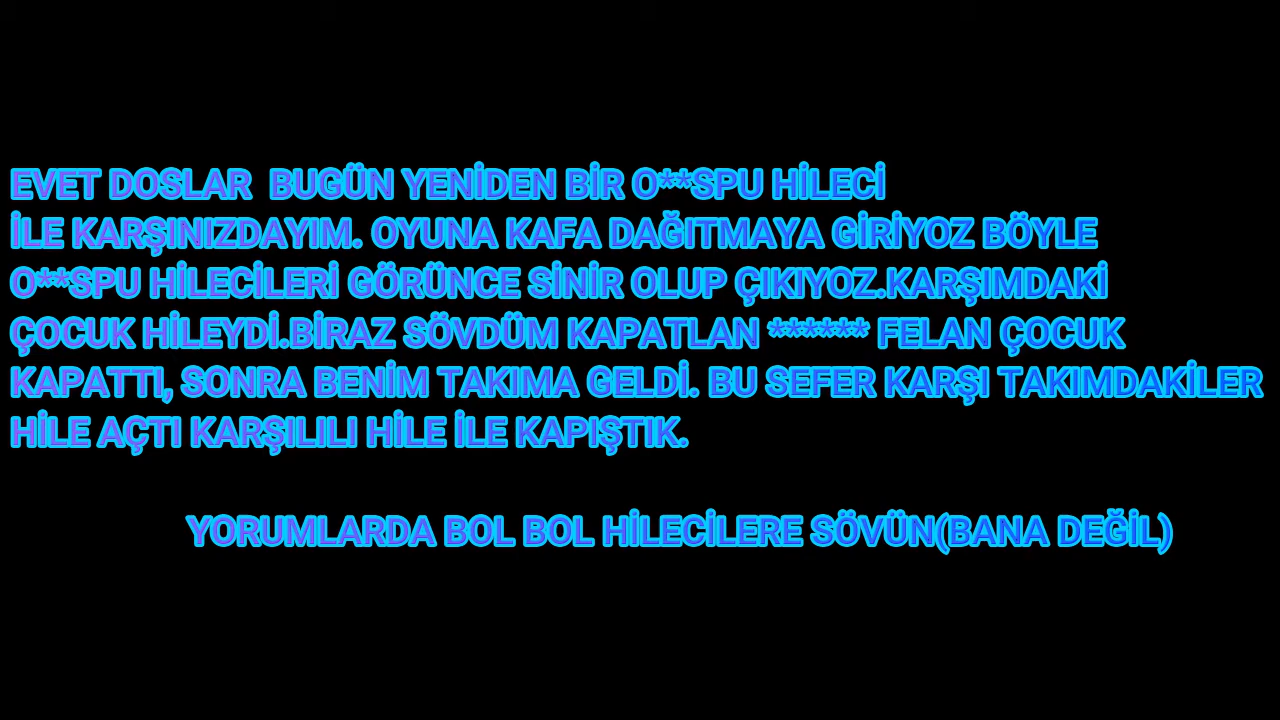 EVET DOSLAR  BUGÜN YENİDEN BİR O**SPU HİLECİ
İLE KARŞINIZDAYIM. OYUNA KAFA DAĞITMAYA GİRİYOZ BÖYLE
O**SPU HİLECİLERİ GÖRÜNCE SİNİR OLUP ÇIKIYOZ.KARŞIMDAKİ
ÇOCUK HİLEYDİ.BİRAZ SÖVDÜM KAPATLAN ****** FELAN ÇOCUK
KAPATTI, SONRA BENİM TAKIMA GELDİ. BU SEFER KARŞI TAKIMDAKİLER
HİLE AÇTI KARŞILILI HİLE İLE KAPIŞTIK.
YORUMLARDA BOL BOL HİLECİLERE SÖVÜN(BANA DEĞİL)